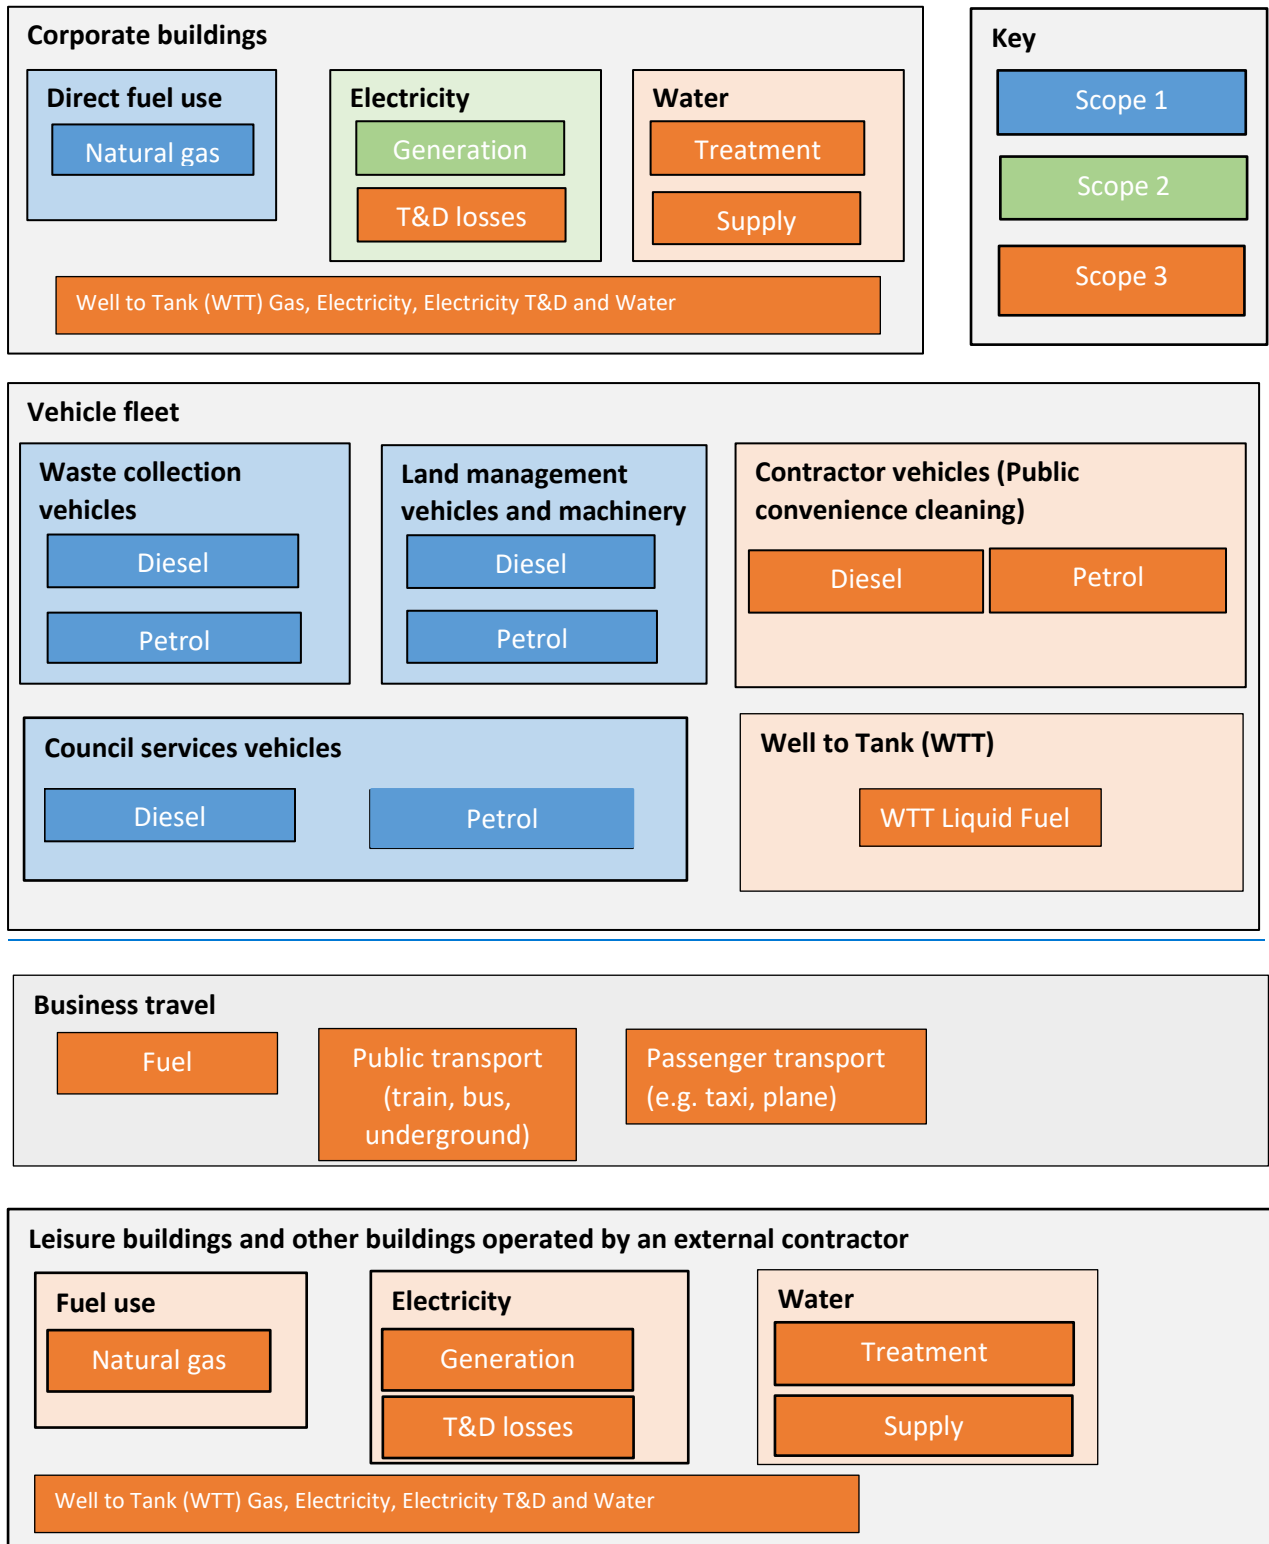 Corporate buildings
Key
Direct fuel use
Electricity
Water
Scope 1
Natural gas
Generation
Treatment
Scope 2
T&D losses
Supply
Scope 3
Well to Tank (WTT) Gas, Electricity, Electricity T&D and Water
Vehicle fleet
Waste collection
vehicles
Diesel
Petrol
Land management
vehicles and machinery
Diesel
Petrol
Contractor vehicles (Public
convenience cleaning)
Diesel
Petrol
Council services vehicles
Diesel
Petrol
Well to Tank (WTT)
WTT Liquid Fuel
Business travel
Fuel
Public transport
(train, bus,
underground)
Passenger transport
(e.g. taxi, plane)
Leisure buildings and other buildings operated by an external contractor
Fuel use
Natural gas
Electricity
Generation
T&D losses
Water
Treatment
Supply
Well to Tank (WTT) Gas, Electricity, Electricity T&D and Water